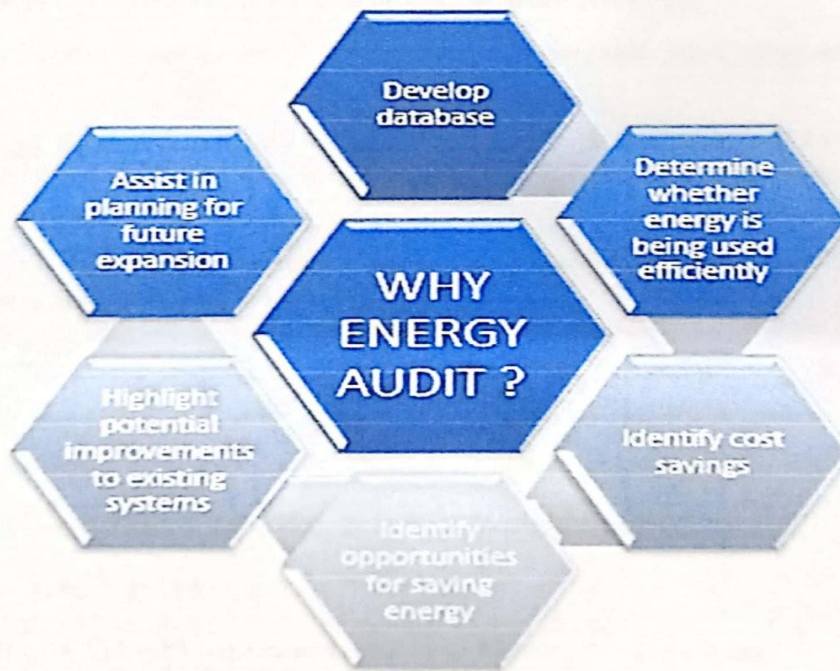 Develop
database
Determine
whether
energy is
being used
efficiently
Identify cost
savings
Identify
opportunities
for saving
energy
Highlight
potential
improvements
to existing
systems
Assist in
planning for
future
expansion
WHY
ENERGY
AUDIT ?